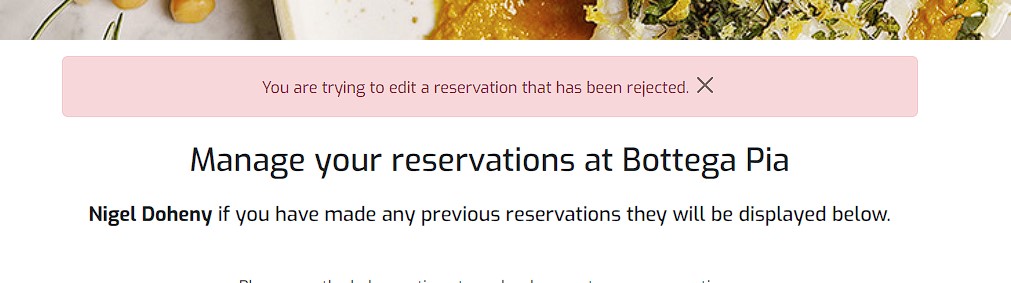 You are trying to edit a reservation that has been rejected.
Manage your reservations at Bottega Pia
Nigel Doheny if you have made any previous reservations they will be displayed below.